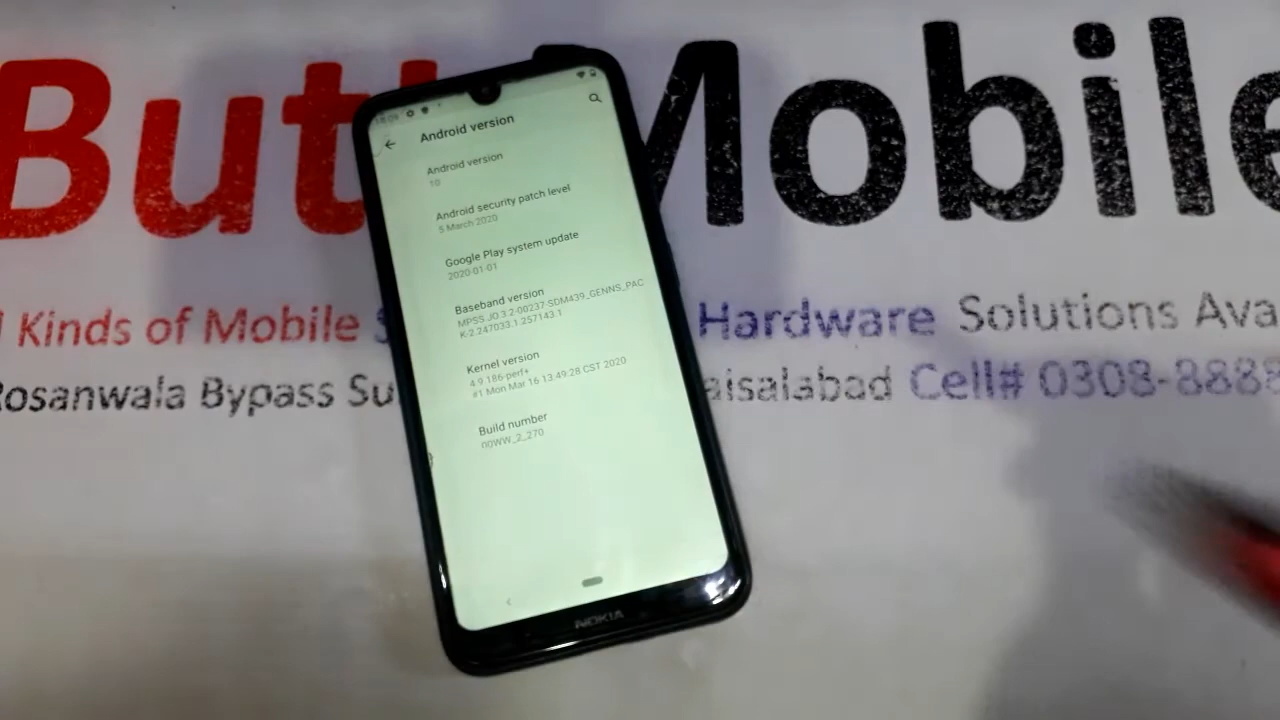 Butt Mobile
Kinds of Mobile Hardware Solutions Ava
Rosanwala Bypass Su aisalabad Cell# 0308-8888
Android version
Android version
10
Android security patch level
5 March 2020
Google Play system update
2020-01-01
Baseband version
MPSS.JO.3.2-00237-SDM439_GENNS_PAC
K-2.247033.1.257143.1
Kernel version
4.9.186-perf+
#1 Mon Mar 16 13:49:28 CST 2020
Build number
00WW_2_270
NOKIA